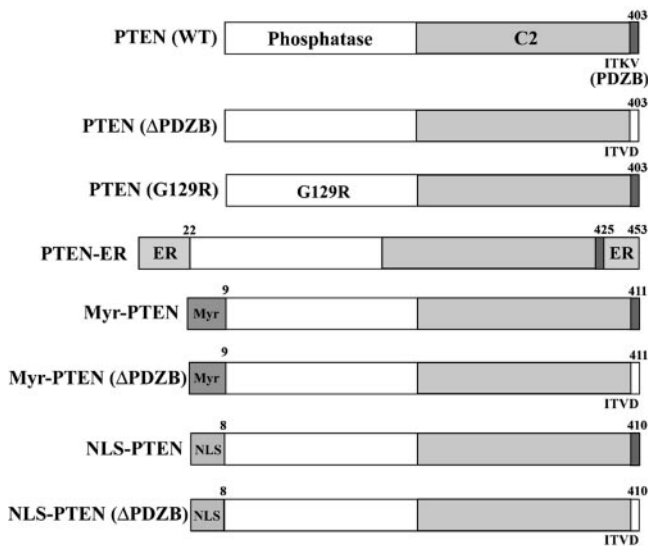 403
PTEN (WT) Phosphatase C2
ITKV
(PDZB)
403
PTEN (ΔPDZB)
ITVD
403
PTEN (G129R) G129R
22 425 453
PTEN-ER ER ER
9 411
Myr-PTEN Myr
9 411
Myr-PTEN (ΔPDZB) Myr
ITVD
8 410
NLS-PTEN NLS
8 410
NLS-PTEN (ΔPDZB) NLS
ITVD